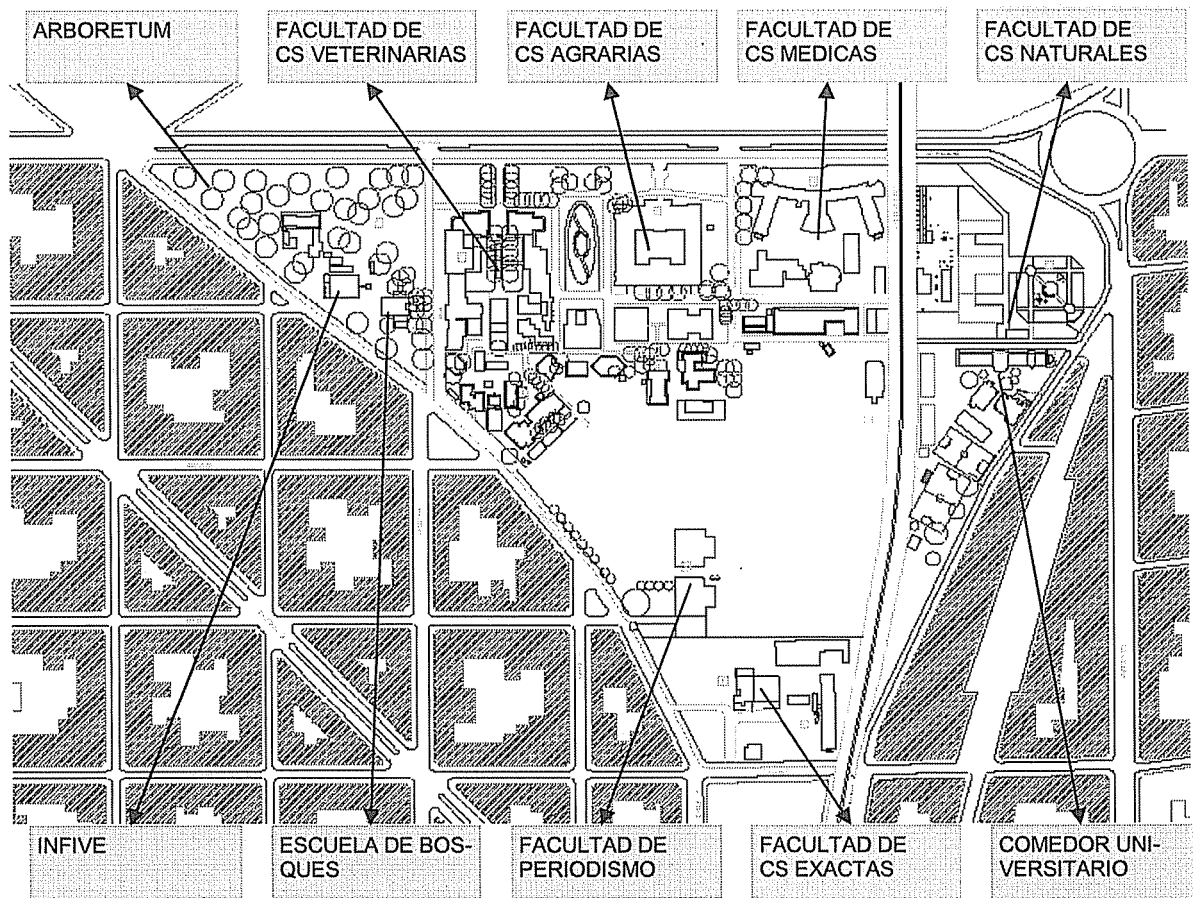 ARBORETUM
FACULTAD DE
CS VETERINARIAS
FACULTAD DE
CS AGRARIAS
FACULTAD DE
CS MEDICAS
FACULTAD DE
CS NATURALES
INFIVE
ESCUELA DE BOS-
QUES
FACULTAD DE
PERIODISMO
FACULTAD DE
CS EXACTAS
COMEDOR UNI-
VERSITARIO